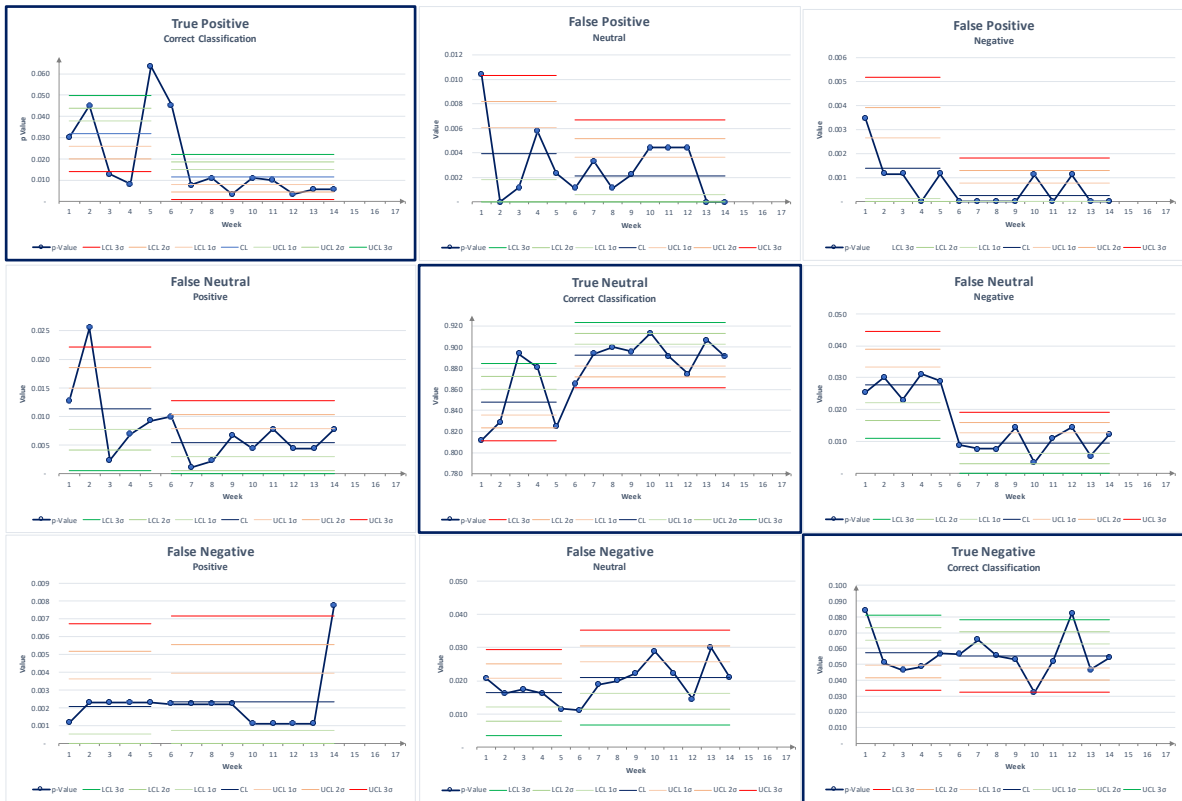 True Positive
Correct Classification
0.060
0.050
0.040
0.030
0.020
0.010
-
p Value
1 2 3 4 5 6 7 8 9 10 11 12 13 14 15 16 17
Week
p-Value LCL 3σ LCL 2σ LCL 1σ CL UCL 1σ UCL 2σ UCL 3σ
False Positive
Neutral
0.012
0.010
0.008
0.006
0.004
0.002
-
Value
1 2 3 4 5 6 7 8 9 10 11 12 13 14 15 16 17
Week
p-Value LCL 3σ LCL 2σ LCL 1σ CL UCL 1σ UCL 2σ UCL 3σ
False Positive
Negative
0.006
0.005
0.004
0.003
0.002
0.001
-
Value
1 2 3 4 5 6 7 8 9 10 11 12 13 14 15 16 17
Week
p-Value LCL 3σ LCL 2σ LCL 1σ CL UCL 1σ UCL 2σ UCL 3σ
False Neutral
Positive
0.025
0.020
0.015
0.010
0.005
-
Value
1 2 3 4 5 6 7 8 9 10 11 12 13 14 15 16 17
Week
p-Value LCL 3σ LCL 2σ LCL 1σ CL UCL 1σ UCL 2σ UCL 3σ
True Neutral
Correct Classification
0.920
0.900
0.880
0.860
0.840
0.820
0.800
0.780
Value
1 2 3 4 5 6 7 8 9 10 11 12 13 14 15 16 17
Week
p-Value LCL 3σ LCL 2σ LCL 1σ CL UCL 1σ UCL 2σ UCL 3σ
False Neutral
Negative
0.050
0.040
0.030
0.020
0.010
-
Value
1 2 3 4 5 6 7 8 9 10 11 12 13 14 15 16 17
Week
p-Value LCL 3σ LCL 2σ LCL 1σ CL UCL 1σ UCL 2σ UCL 3σ
False Negative
Positive
0.009
0.008
0.007
0.006
0.005
0.004
0.003
0.002
0.001
-
Value
1 2 3 4 5 6 7 8 9 10 11 12 13 14 15 16 17
Week
p-Value LCL 3σ LCL 2σ LCL 1σ CL UCL 1σ UCL 2σ UCL 3σ
False Negative
Neutral
0.050
0.040
0.030
0.020
0.010
-
Value
1 2 3 4 5 6 7 8 9 10 11 12 13 14 15 16 17
Week
p-Value LCL 3σ LCL 2σ LCL 1σ CL UCL 1σ UCL 2σ UCL 3σ
True Negative
Correct Classification
0.100
0.090
0.080
0.070
0.060
0.050
0.040
0.030
0.020
0.010
-
Value
1 2 3 4 5 6 7 8 9 10 11 12 13 14 15 16 17
Week
p-Value LCL 3σ LCL 2σ LCL 1σ CL UCL 1σ UCL 2σ UCL 3σ